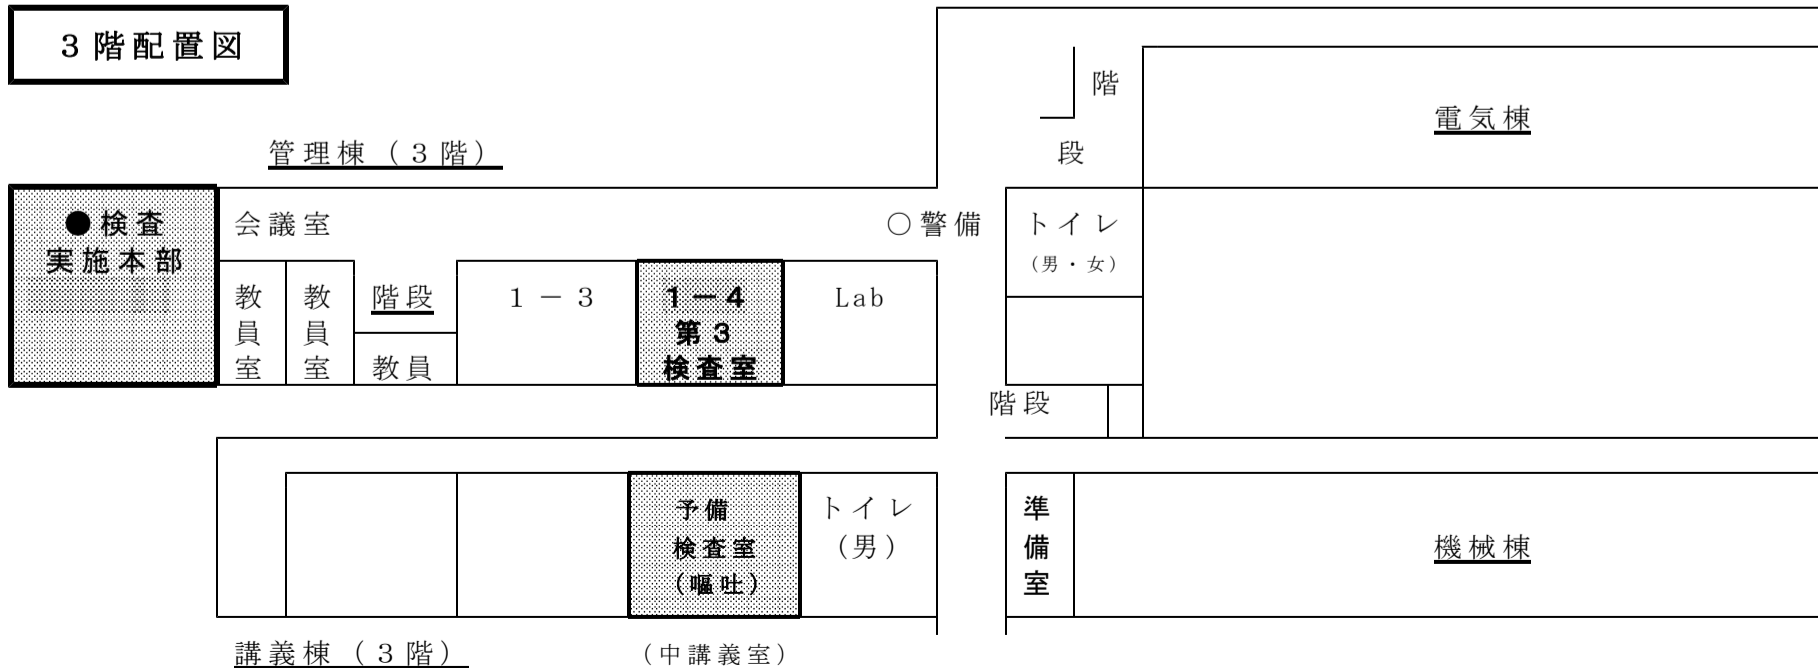 ３階配置図
階
段
電気棟
管理棟（３階）
●検査
実施本部
会議室
○警備
トイレ
（男・女）
教員室
教員室
階段
教員
１－３
１－４
第３
検査室
Lab
階段
予備
検査室
（嘔吐）
トイレ
（男）
準備室
機械棟
講義棟（３階）
（中講義室）